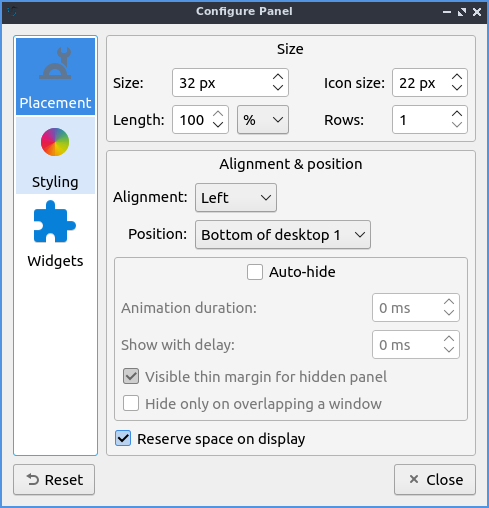 Configure Panel
Placement
Styling
Widgets
Size
Size: 32 px Icon size: 22 px
Length: 100 % Rows: 1
Alignment & position
Alignment: Left
Position: Bottom of desktop 1
Auto-hide
Animation duration: 0 ms
Show with delay: 0 ms
Visible thin margin for hidden panel
Hide only on overlapping a window
Reserve space on display
Reset Close